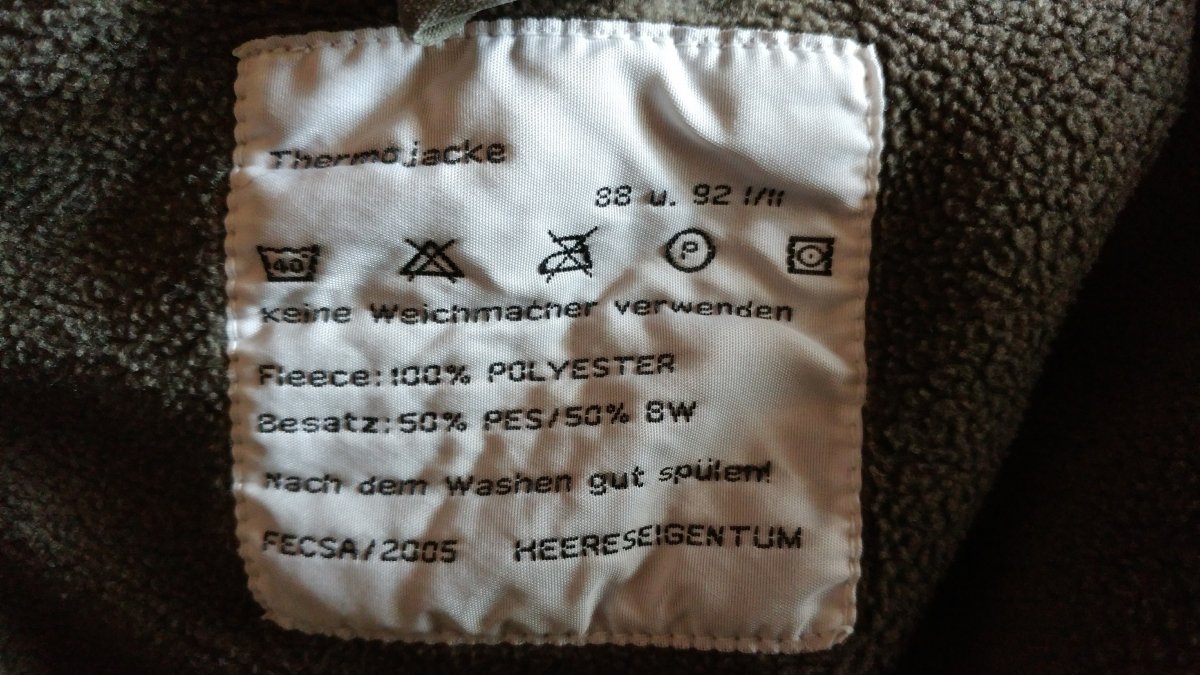 Thermojacke
88 u. 92 I/II
40°
P
Keine Weichmacher verwenden
Fleece: 100% POLYESTER
Besatz: 50% PES/50% BW
Nach dem Washen gut spülen!
FECSA/2005 HEERESEIGENTUM